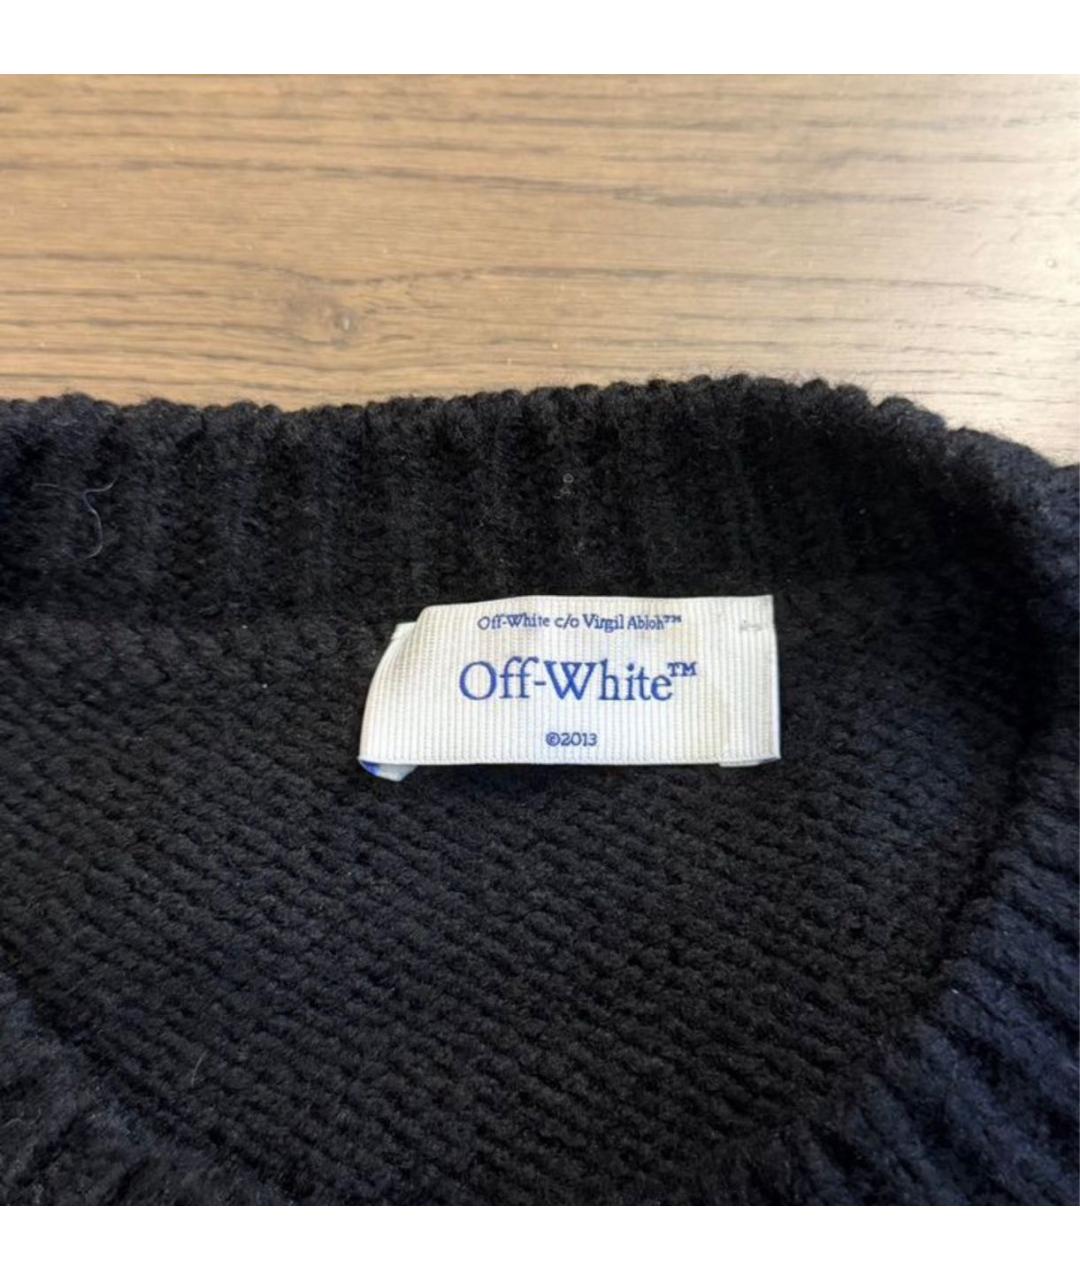 Off-White c/o Virgil Abloh™
Off-White™
©2013